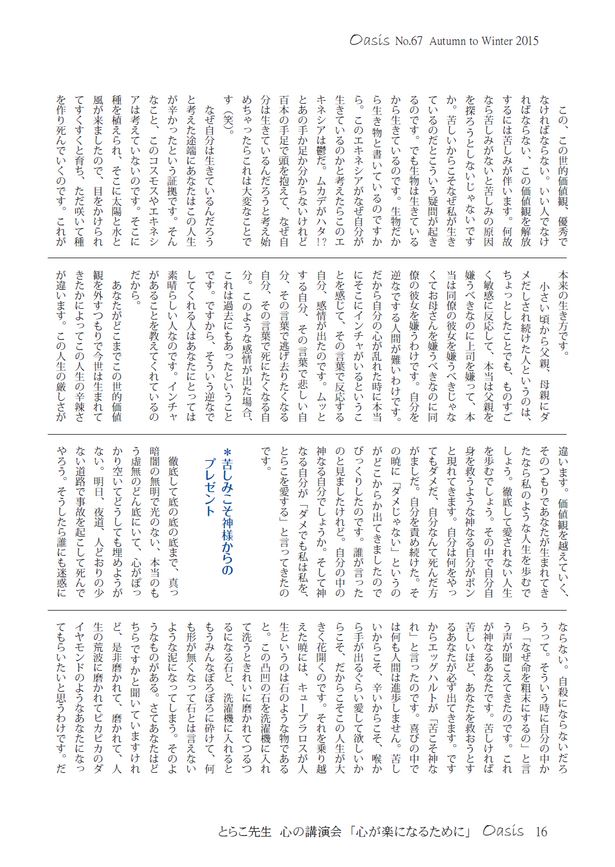 Oasis No.67 Autumn to Winter 2015
この、この世的価値観、優秀で
なければならない。いい人でなけ
ればならない、この価値観を解放
するには苦しみが伴います。何故
なら苦しみがないと苦しみの原因
を探ろうとしないじゃないです
か。苦しいからこそなぜ私が生き
ているのだとこういう疑問が起き
るのです。でも生物は生きている
から生きているのです。生物だか
ら生き物と書いているのですか
ら。このエキネシアがなぜ自分が
生きているのかと考えたらこのエ
キネシアは鬱だ。ムカデがハタ!?
とあの手か足か分からないけれど
百本の手足で頭を抱えて、なぜ自
分は生きているんだろうと考え始
めちゃったらこれは大変なことで
す(笑)。
なぜ自分は生きているんだろう
と考えた途端にあなたはこの人生
が辛かったという証拠です。そん
なこと、このコスモスやエキネシ
アは考えていないのです。そこに
種を植えられ、そこに太陽と水と
風が来ましたので、目をかけられ
てすくすくと育ち、ただ咲いて種
を作り死んでいくのです。これが
本来の生き方です。
小さい頃から父親、母親にダ
メだしされ続けた人というのは、
ちょっとしたことでも、ものすご
く敏感に反応して、本当は父親を
嫌うべきなのに上司を嫌って、本
当は同僚の彼女を嫌うべきじゃな
くてお母さんを嫌うべきなのに同
僚の彼女を嫌うわけです。自分を
逆なでする人間が難いわけです。
だから自分の心が乱れた時に本当
にそこにインチャがいるというこ
とを感じて、その言葉で反応する
自分、感情が出たのです。ムッと
する自分、その言葉で悲しい自
分、その言葉で逃げ去りたくなる
自分、その言葉で死にたくなる自
分。このような感情が出た場合、
これは過去にもあったということ
です。ですから、そういう逆なで
してくれる人はあなたにとっては
素晴らしい人なのです。インチャ
があることを教えてくれているの
だから。
あなたがどこまでこの世的価値
観を外すつもりで今世は生まれて
きたかによってこの人生の辛辣さ
が違います。この人生の厳しさが
違います。価値観を越えていく、
そのつもりであなたが生まれてき
たなら私のような人生を歩むで
しょう。徹底して愛されない人生
を歩むでしょう。その中で自分自
身を救うような神なる自分がポン
と現れてきます。自分は何をやっ
てもダメだ、自分なんて死んだ方
がましだ。自分を責め続けた。そ
の暁に「ダメじゃない」というの
がどこからか出てきましたので
びっくりしたのです。誰が言った
のと見ましたけれど。自分の中の
神なる自分でしょうか。そして神
なる自分が「ダメでも私は私を、
とらこを愛する」と言ってきたの
です。
*苦しみこそ神様からの
プレゼント
徹底して底の底の底まで、真っ
暗闇の無明で光のない、本当のも
う虚無のどん底にいて、心がぽっ
かり空いてどうしても埋めようが
ない。明日、夜道、人どおりの少
ない道路で事故を起こして死んで
やろう。そうしたら誰にも迷惑に
ならない。自殺にならないだろ
うって。そういう時に自分の中か
ら「なぜ命を粗末にするの」と言
う声が聞こえてきたのです。これ
が神なるあなたです。苦しければ
苦しいほど、あなたを救おうとす
るあなたが必ず出てきます。です
からエックハルトが「苦こそ神な
れ」と言ったのです。喜びの中で
は何も人間は進歩しません。苦し
いからこそ、辛いからこそ、喉か
ら手が出るぐらい愛して欲しいか
らこそ、だからこそこの人生が大
きく花開くのです。それを乗り越
えた暁には、キューブラロスが人
生というのは石のような物である
と。この凸凹の石を洗濯機に入れ
て洗うときれいに磨かれてつるつ
るになる石と、洗濯機に入れると
もうみんなぼろぼろに砕けて、何
も形が無くなって石とは言えない
ような泥になってしまう。そのよ
うなものがある。さてあなたはど
ちらですかと聞いていますけれ
ど、是非磨かれて、磨かれて、人
生の荒波に磨かれてピカピカのダ
イヤモンドのようなあなたになっ
てもらいたいと思うわけです。だ
とらこ先生 心の講演会「心が楽になるために」 Oasis 16